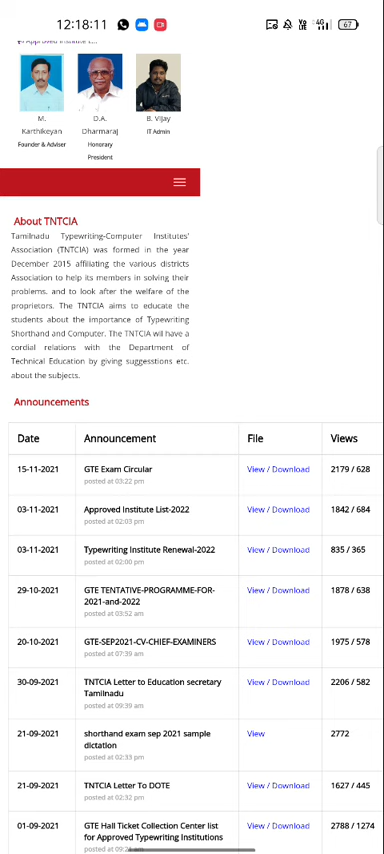 12:18:11
4G
67
Approved Institute L...
M. Karthikeyan
Founder & Adviser
D.A. Dharmaraj
Honorary President
B. Vijay
IT Admin
About TNTCIA
Tamilnadu Typewriting-Computer Institutes'
Association (TNTCIA) was formed in the year
December 2015 affiliating the various districts
Association to help its members in solving their
problems. and to look after the welfare of the
proprietors. The TNTCIA aims to educate the
students about the importance of Typewriting
Shorthand and Computer. The TNTCIA will have a
cordial relations with the Department of
Technical Education by giving suggesstions etc.
about the subjects.
Announcements
Date Announcement File Views
15-11-2021 GTE Exam Circular View / Download 2179 / 628
posted at 03:22 pm
03-11-2021 Approved Institute List-2022 View / Download 1842 / 684
posted at 02:03 pm
03-11-2021 Typewriting Institute Renewal-2022 View / Download 835 / 365
posted at 02:00 pm
29-10-2021 GTE TENTATIVE-PROGRAMME-FOR- View / Download 1878 / 638
2021-and-2022
posted at 03:52 am
20-10-2021 GTE-SEP2021-CV-CHIEF-EXAMINERS View / Download 1975 / 578
posted at 07:39 am
30-09-2021 TNTCIA Letter to Education secretary View / Download 2206 / 582
Tamilnadu
posted at 09:39 am
21-09-2021 shorthand exam sep 2021 sample View 2772
dictation
posted at 02:33 pm
21-09-2021 TNTCIA Letter To DOTE View / Download 1627 / 445
posted at 02:32 pm
01-09-2021 GTE Hall Ticket Collection Center list View / Download 2788 / 1274
for Approved Typewriting Institutions
posted at am